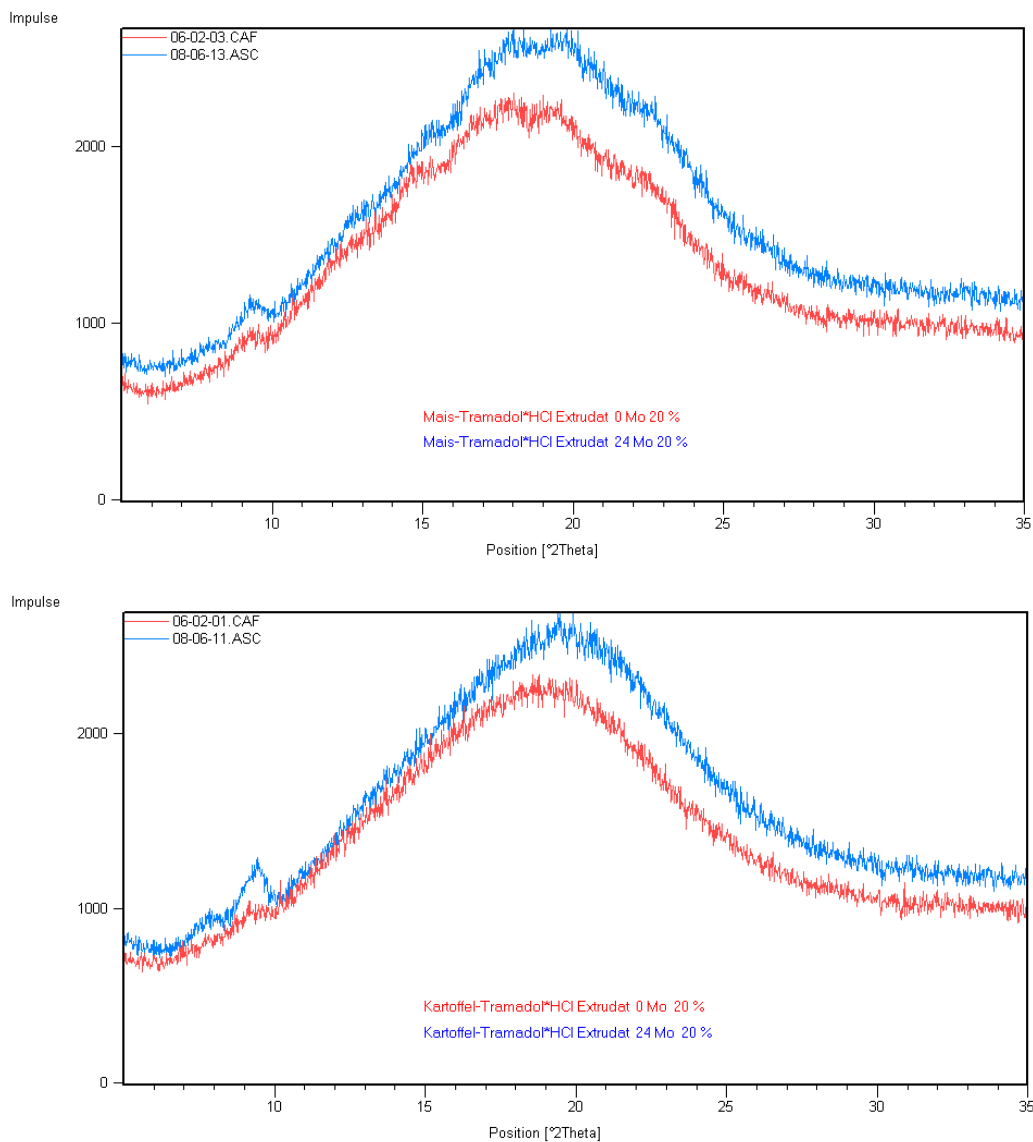 Impulse
06-02-03.CAF
08-06-13.ASC
2000
1000
Mais-Tramadol*HCl Extrudat 0 Mo 20 %
Mais-Tramadol*HCl Extrudat 24 Mo 20 %
0
10 15 20 25 30 35
Position [°2Theta]
Impulse
06-02-01.CAF
08-06-11.ASC
2000
1000
Kartoffel-Tramadol*HCl Extrudat 0 Mo 20 %
Kartoffel-Tramadol*HCl Extrudat 24 Mo 20 %
0
10 15 20 25 30 35
Position [°2Theta]